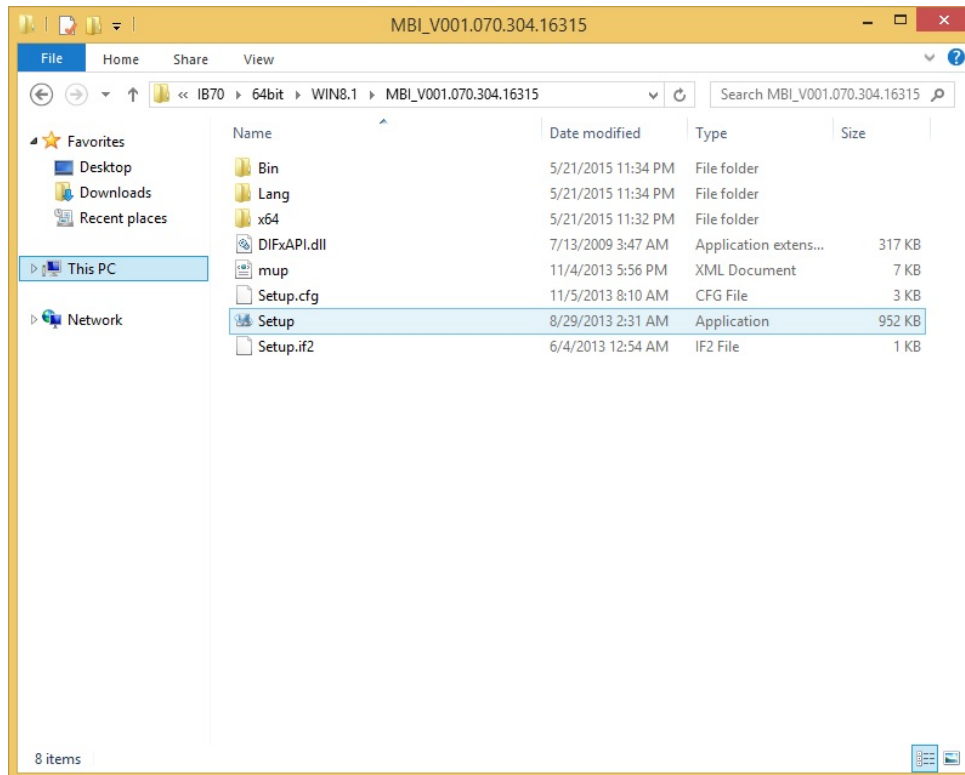 MBI_V001.070.304.16315
File Home Share View
« IB70 64bit WIN8.1 MBI_V001.070.304.16315 Search MBI_V001.070.304.16315
Favorites
Desktop
Downloads
Recent places
This PC
Network
Name Date modified Type Size
Bin 5/21/2015 11:34 PM File folder
Lang 5/21/2015 11:34 PM File folder
x64 5/21/2015 11:32 PM File folder
DIFxAPI.dll 7/13/2009 3:47 AM Application extens... 317 KB
mup 11/4/2013 5:56 PM XML Document 7 KB
Setup.cfg 11/5/2013 8:10 AM CFG File 3 KB
Setup 8/29/2013 2:31 AM Application 952 KB
Setup.if2 6/4/2013 12:54 AM IF2 File 1 KB
8 items